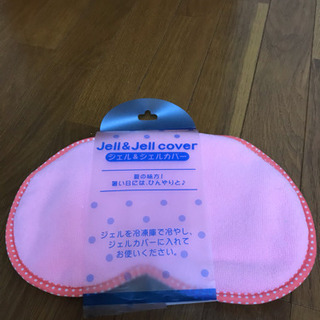 Jell&Jell cover
ジェル&ジェルカバー
夏の味方!
暑い日には、ひんやりと♪
ジェルを冷凍庫で冷やし、
ジェルカバーに入れて
お使いください。